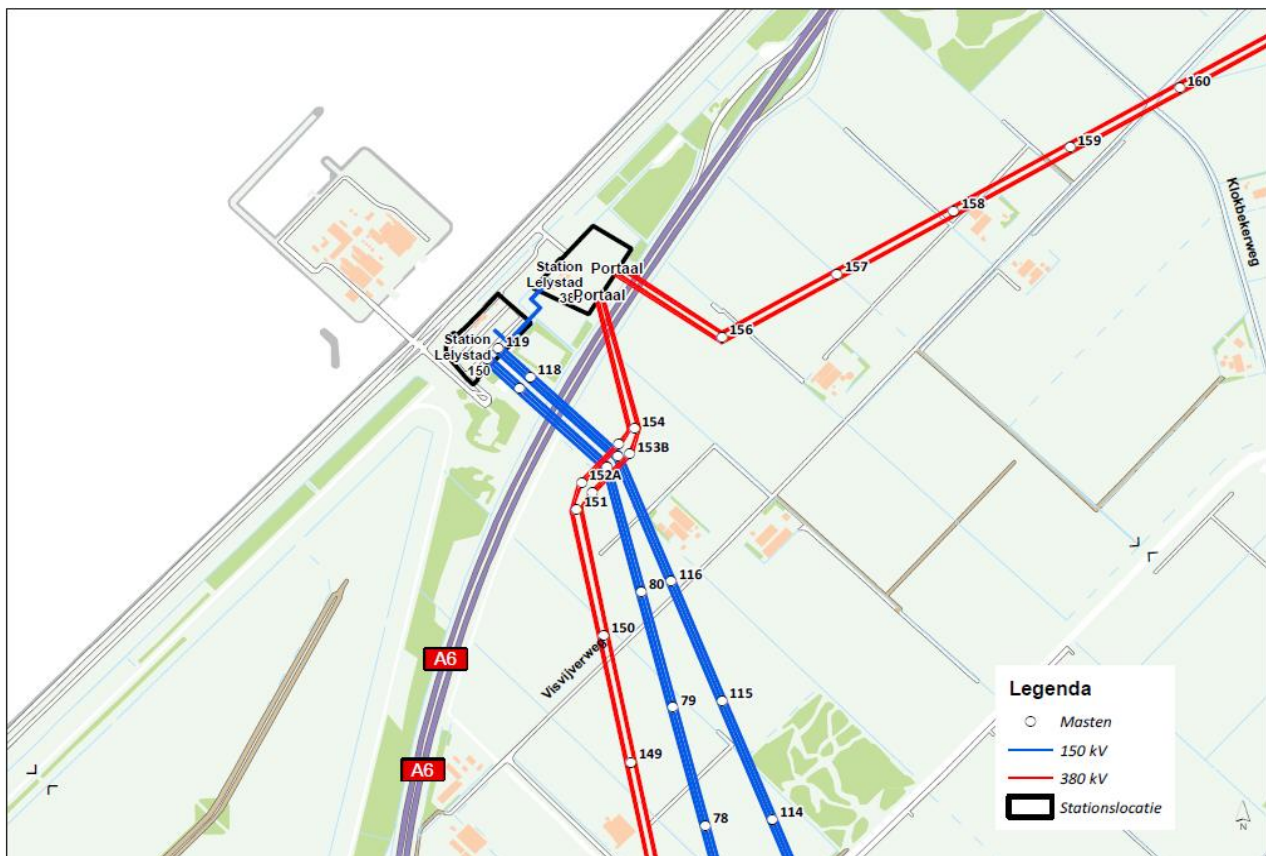 160
159
Klokbekerweg
158
157
Station
Lelystad
38
Portaal
Portaal
156
Station
Lelystad
150
119
118
154
153B
152A
151
116
80
150
Visvijverweg
A6
79
115
149
A6
78
114
Legenda
Masten
150 kV
380 kV
Stationslocatie
N